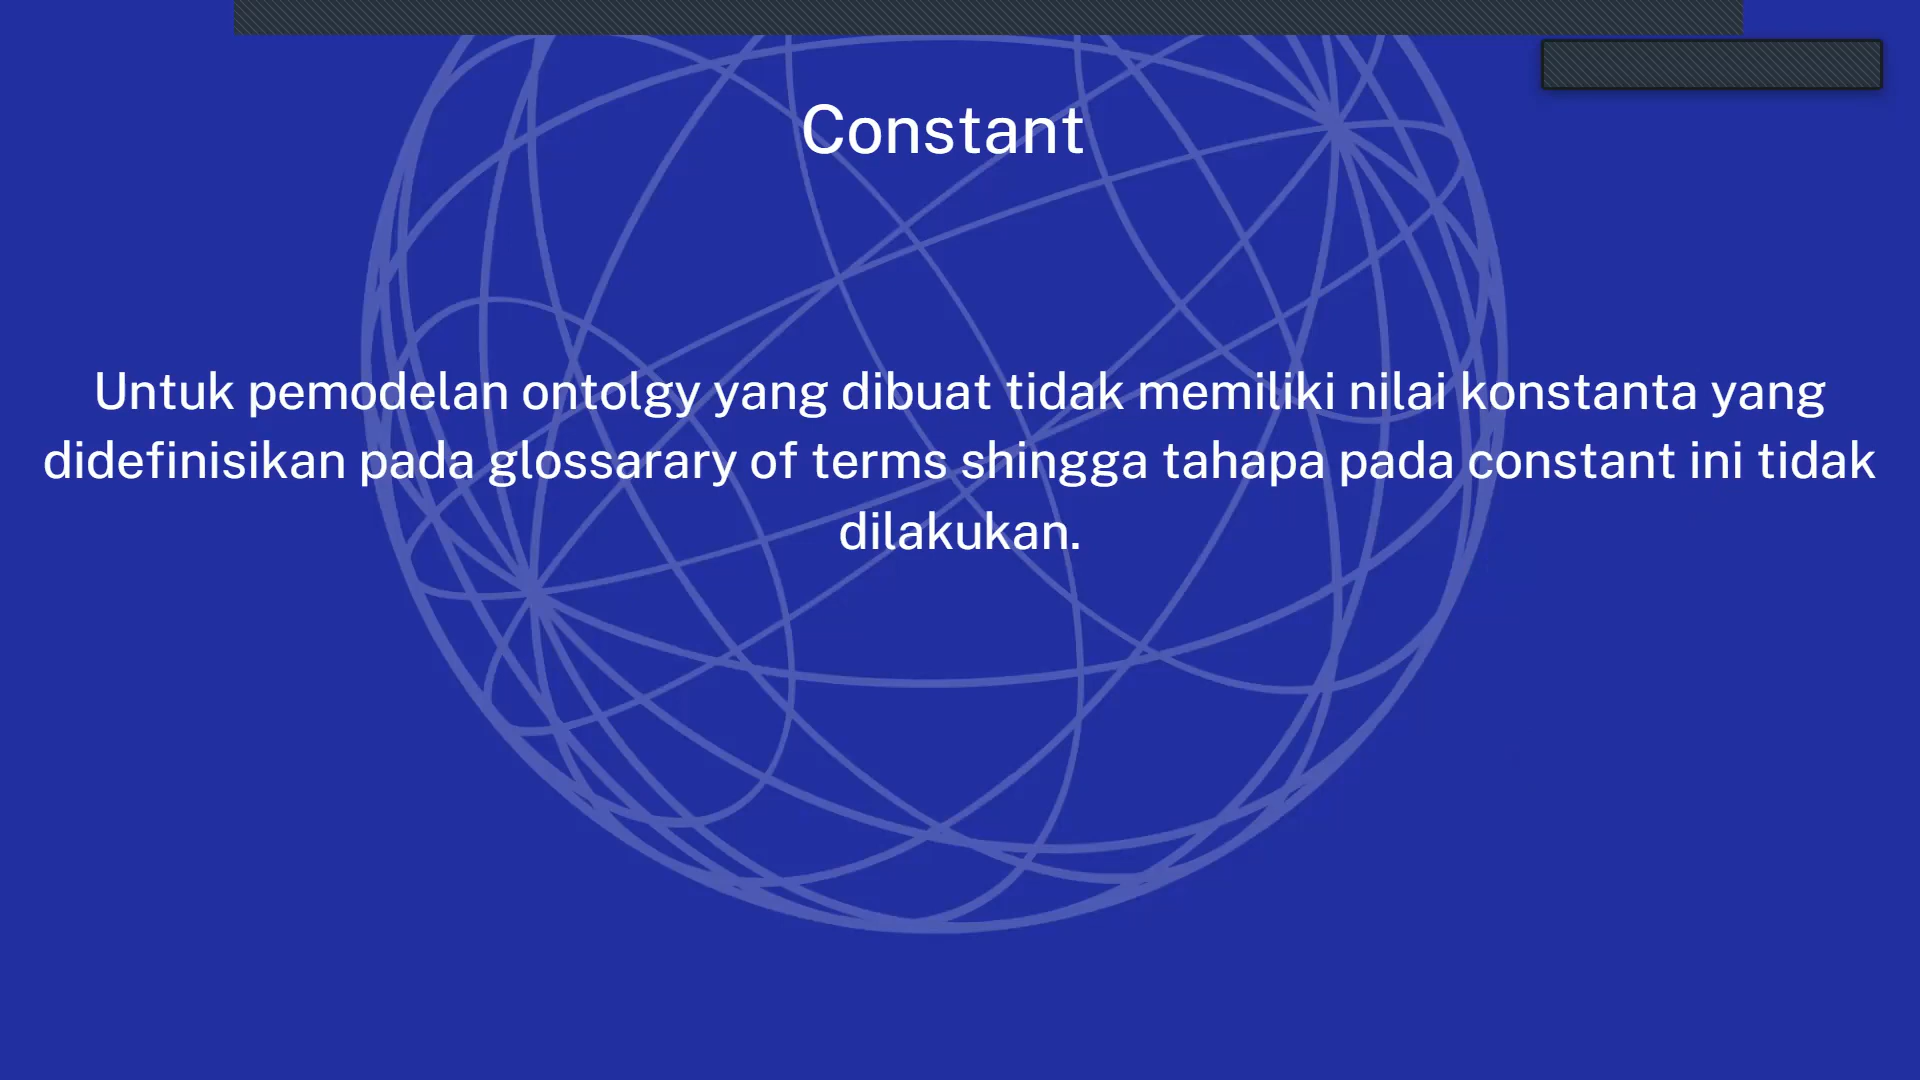 Constant
Untuk pemodelan ontolgy yang dibuat tidak memiliki nilai konstanta yang
didefinisikan pada glossarary of terms shingga tahapa pada constant ini tidak
dilakukan.